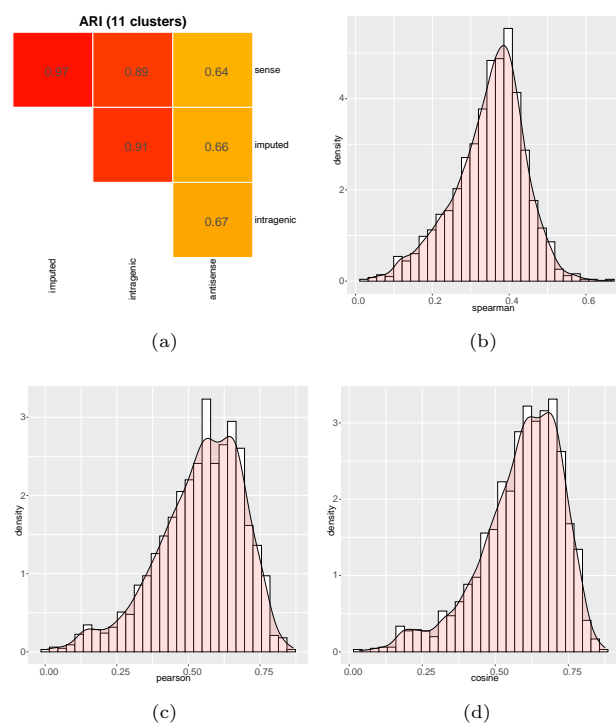 ARI (11 clusters)
0.97 0.89 0.64 sense
0.91 0.66 imputed
0.67 intragenic
imputed intragenic antisense
(a)
density
4
2
0
0.0 0.2 0.4 0.6
spearman
(b)
density
3
2
1
0
0.00 0.25 0.50 0.75
pearson
(c)
density
3
2
1
0
0.00 0.25 0.50 0.75
cosine
(d)